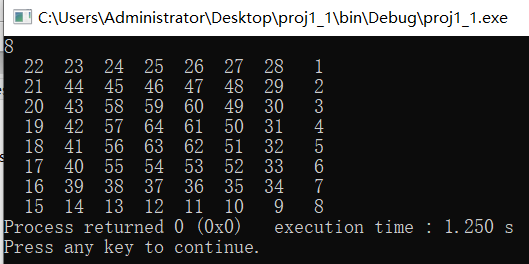 C:\Users\Administrator\Desktop\proj1_1\bin\Debug\proj1_1.exe
8
22 23 24 25 26 27 28 1
21 44 45 46 47 48 29 2
20 43 58 59 60 49 30 3
19 42 57 64 61 50 31 4
18 41 56 63 62 51 32 5
17 40 55 54 53 52 33 6
16 39 38 37 36 35 34 7
15 14 13 12 11 10 9 8
Process returned 0 (0x0) execution time : 1.250 s
Press any key to continue.